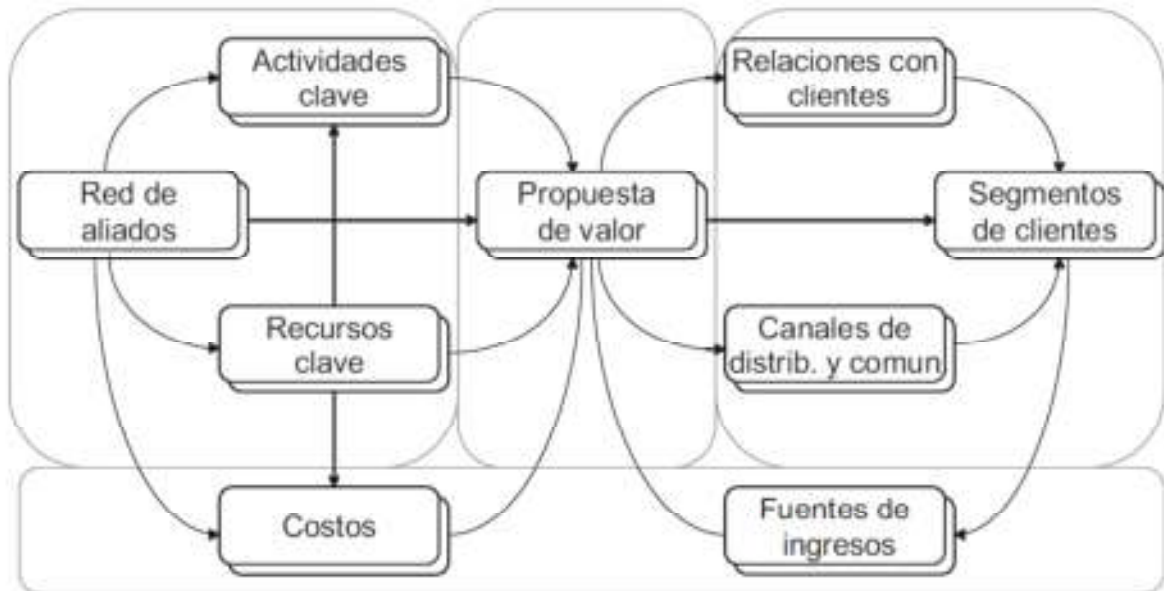 Actividades
clave
Relaciones con
clientes
Red de
aliados
Propuesta
de valor
Segmentos
de clientes
Recursos
clave
Canales de
distrib. y comun
Costos
Fuentes de
ingresos